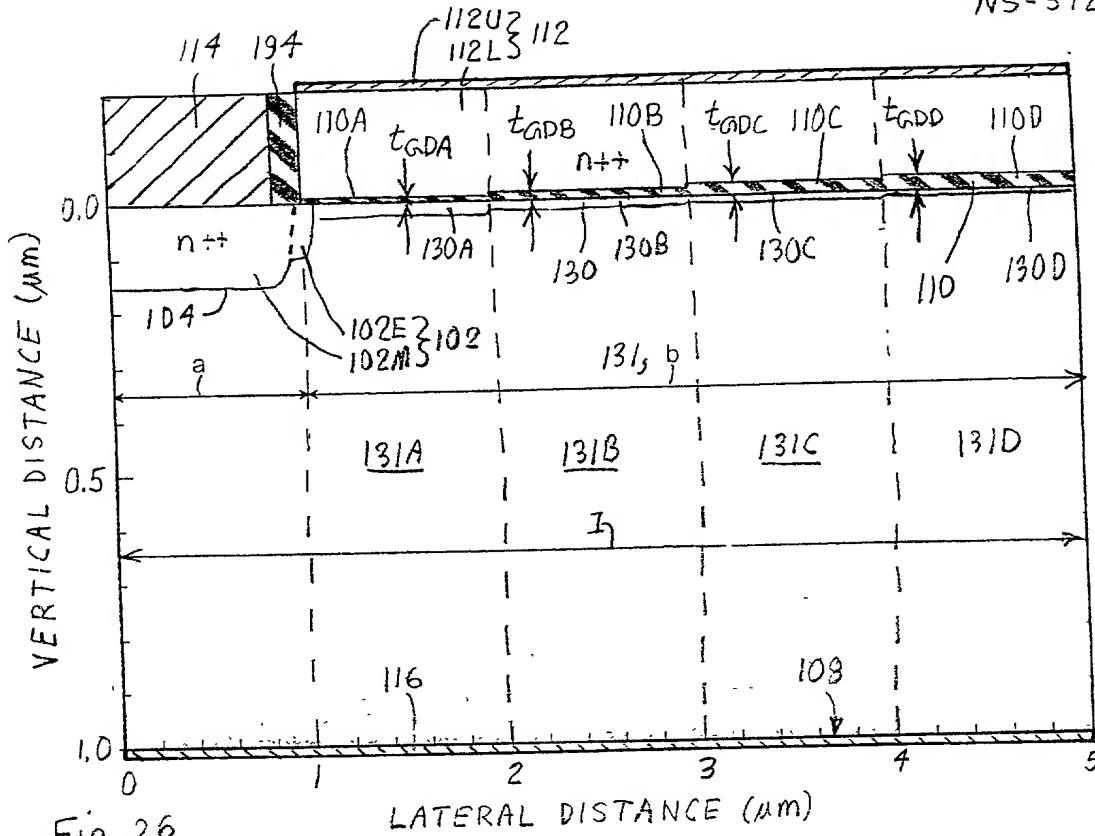 112U
112L
112
114
194
110A
tGDA
tGDB
110B
n++
tGDC
110C
tGDD
110D
0.0
n++
130A
130
130B
130C
110
130D
104
102E
102M
102
a
131, b
131A
131B
131C
131D
0.5
I
116
108
1.0
0
1
2
3
4
5
VERTICAL DISTANCE (µm)
LATERAL DISTANCE (µm)
Fig. 26